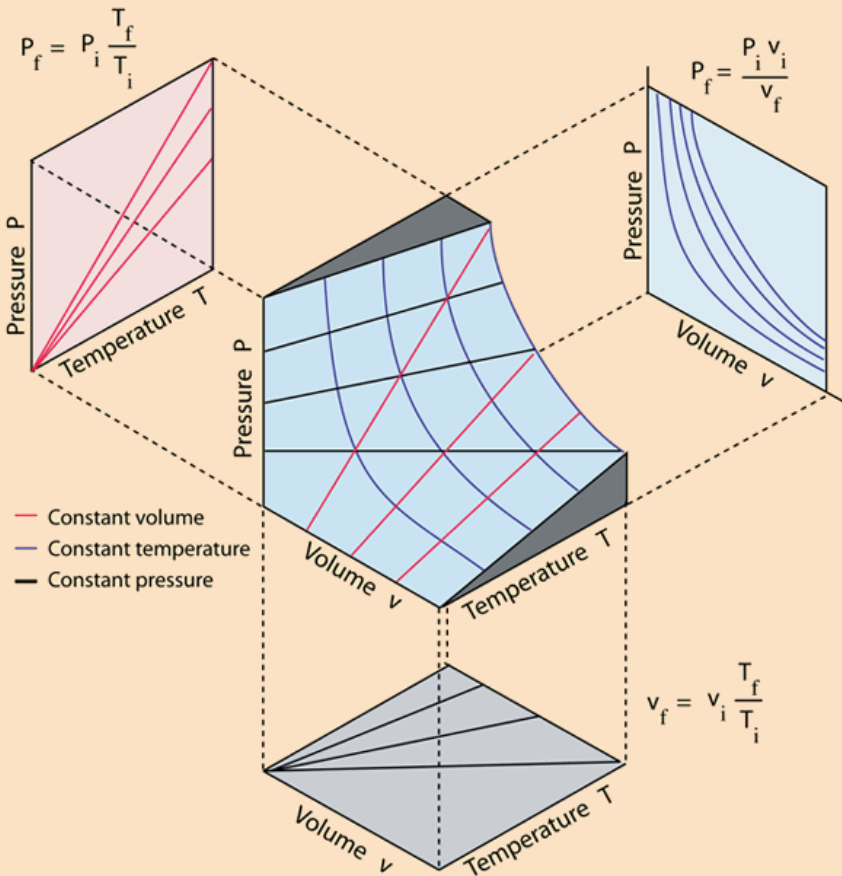 P_f = P_i T_f / T_i
P_f = P_i v_i / v_f
Pressure P
Temperature T
Pressure P
Volume v
Pressure P
Constant volume
Constant temperature
Constant pressure
Volume v
Temperature T
v_f = v_i T_f / T_i
Volume v
Temperature T